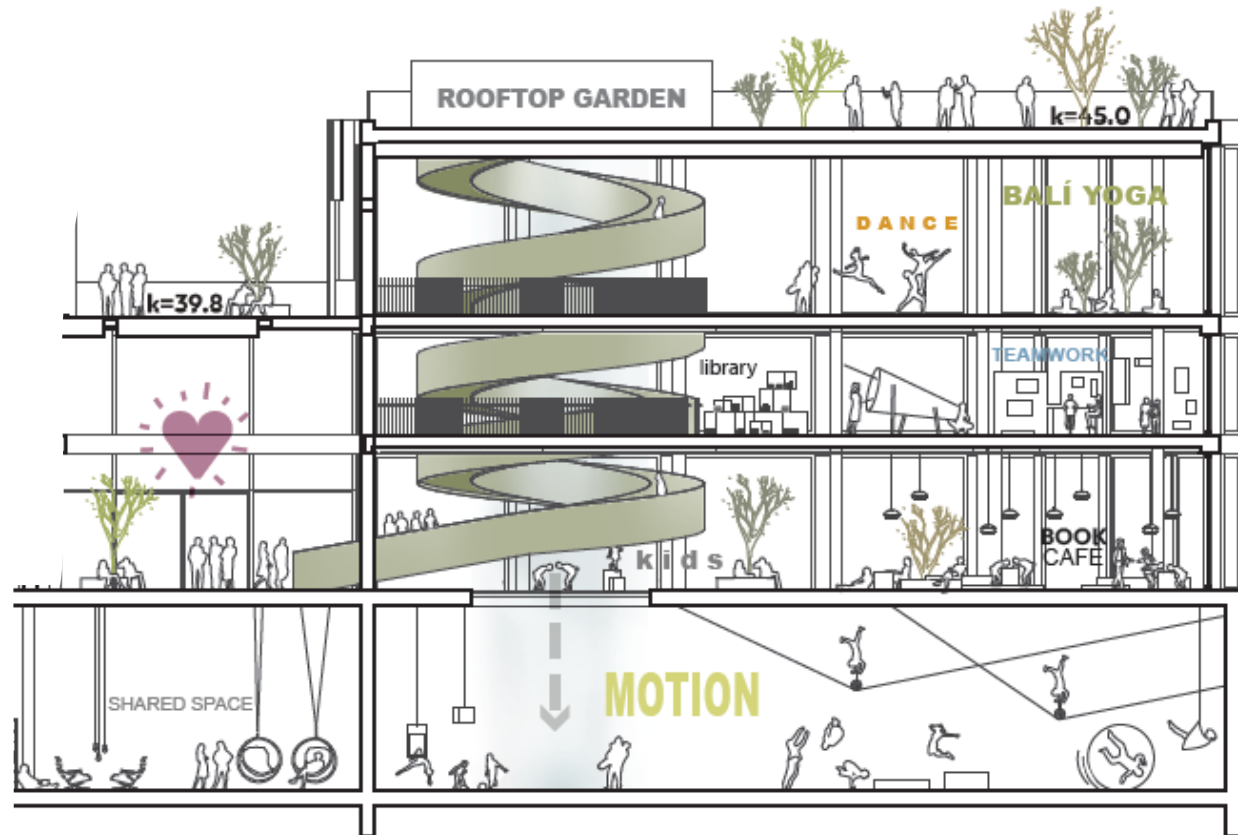 ROOFTOP GARDEN
k=45.0
BALÍ YOGA
DANCE
k=39.8
TEAMWORK
library
kids
BOOK
CAFE
MOTION
SHARED SPACE